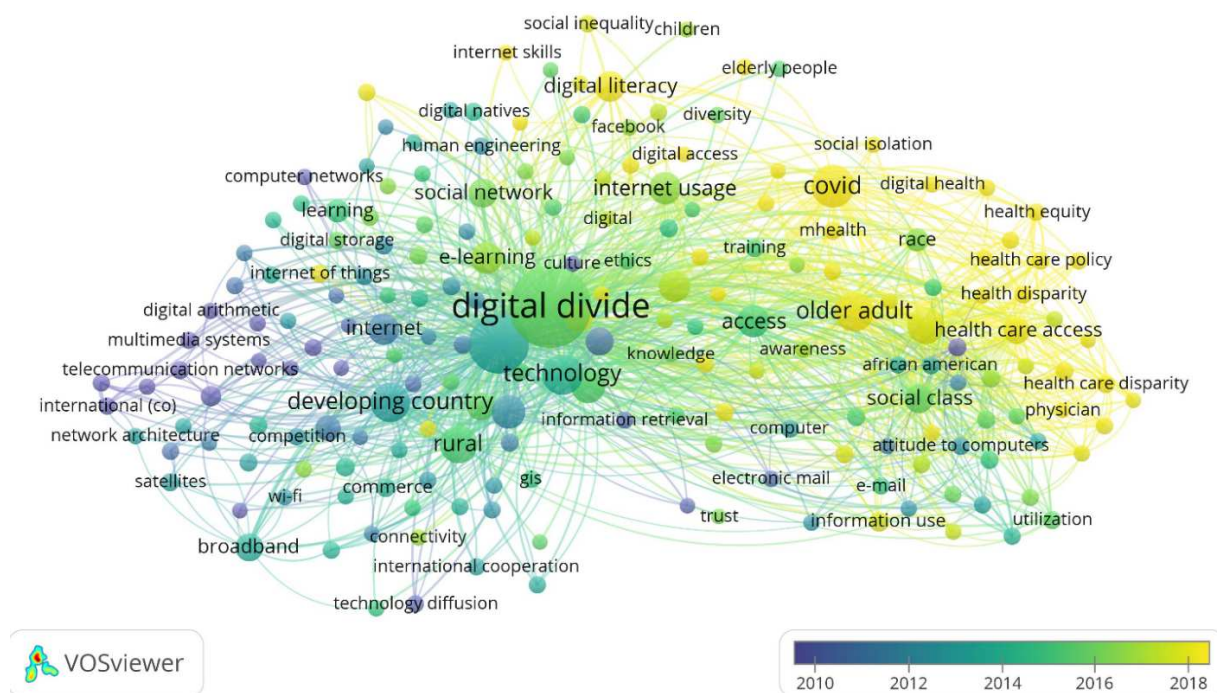 social inequality
children
internet skills
elderly people
digital literacy
digital natives
facebook
diversity
human engineering
digital access
social isolation
computer networks
social network
internet usage
covid
digital health
learning
digital
health equity
digital storage
e-learning
culture
ethics
training
mhealth
race
health care policy
internet of things
digital divide
health disparity
digital arithmetic
internet
access
older adult
health care access
multimedia systems
knowledge
awareness
african american
telecommunication networks
technology
health care disparity
international (co)
developing country
information retrieval
social class
physician
network architecture
competition
rural
computer
attitude to computers
satellites
wi-fi
commerce
gis
electronic mail
e-mail
broadband
connectivity
trust
information use
utilization
international cooperation
technology diffusion
VOSviewer
2010 2012 2014 2016 2018